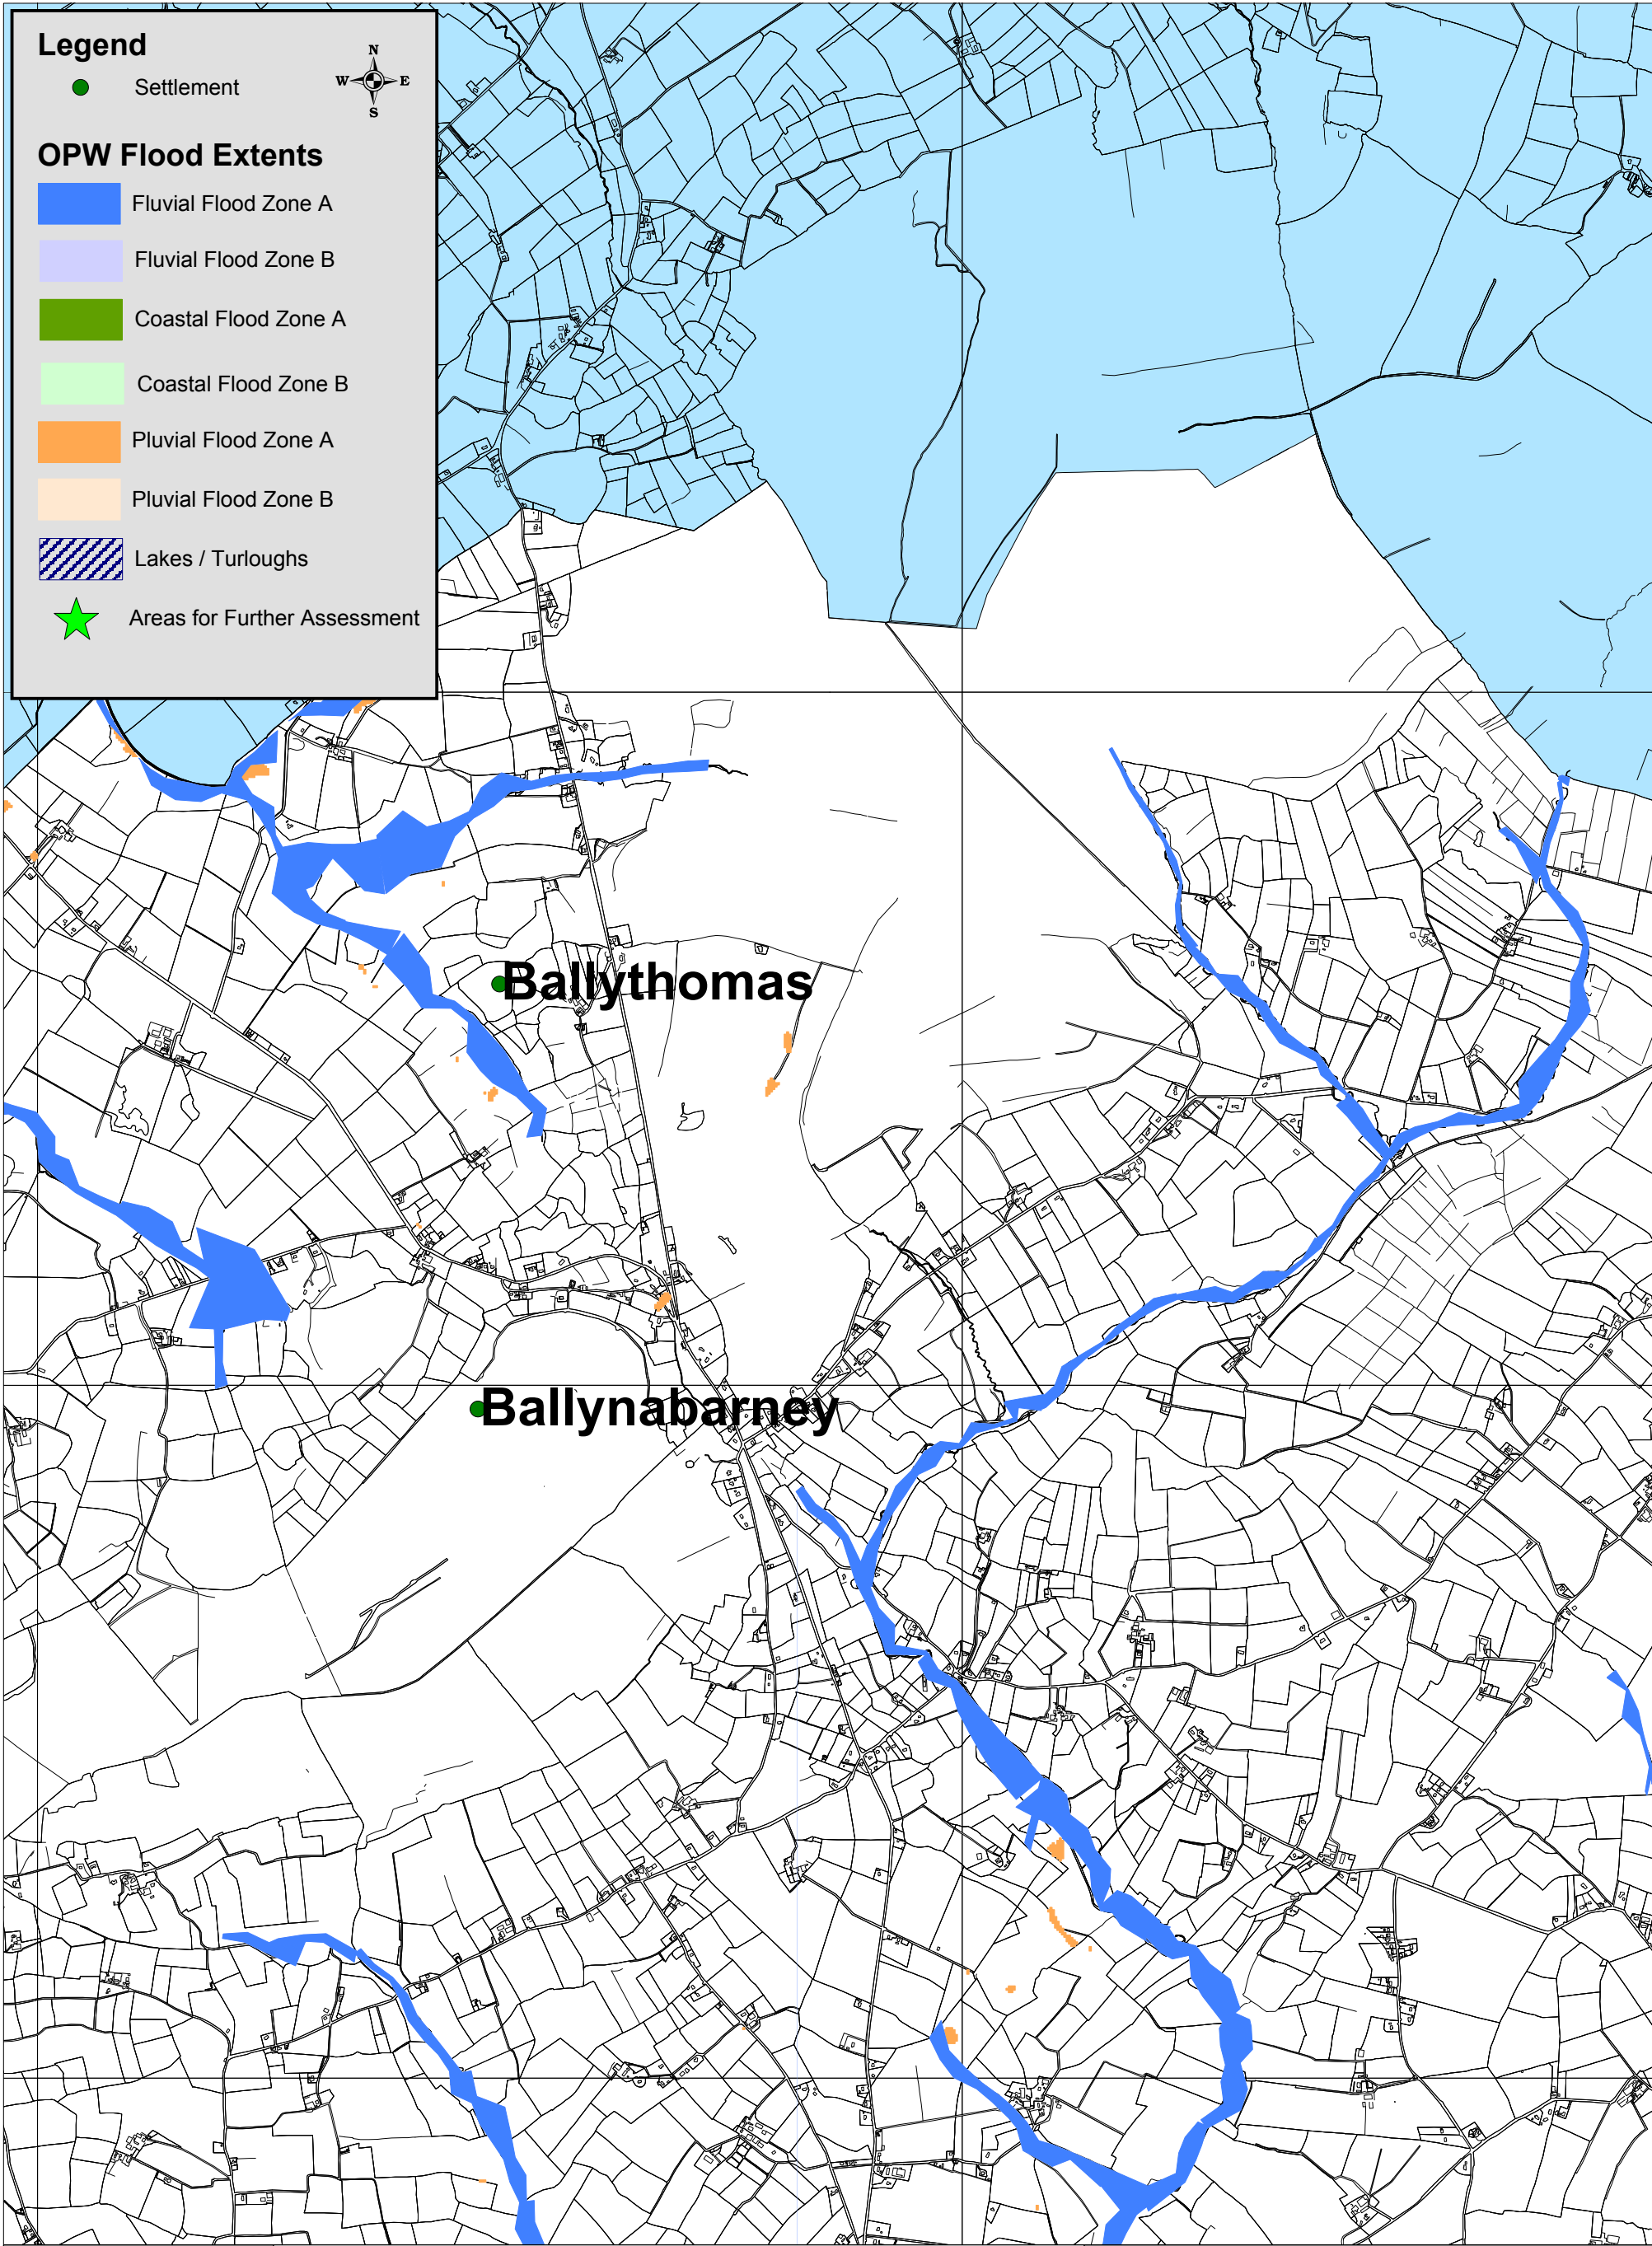 Legend
N
W E
S
Settlement
OPW Flood Extents
Fluvial Flood Zone A
Fluvial Flood Zone B
Coastal Flood Zone A
Coastal Flood Zone B
Pluvial Flood Zone A
Pluvial Flood Zone B
Lakes / Turloughs
Areas for Further Assessment
Ballythomas
Ballynabarney